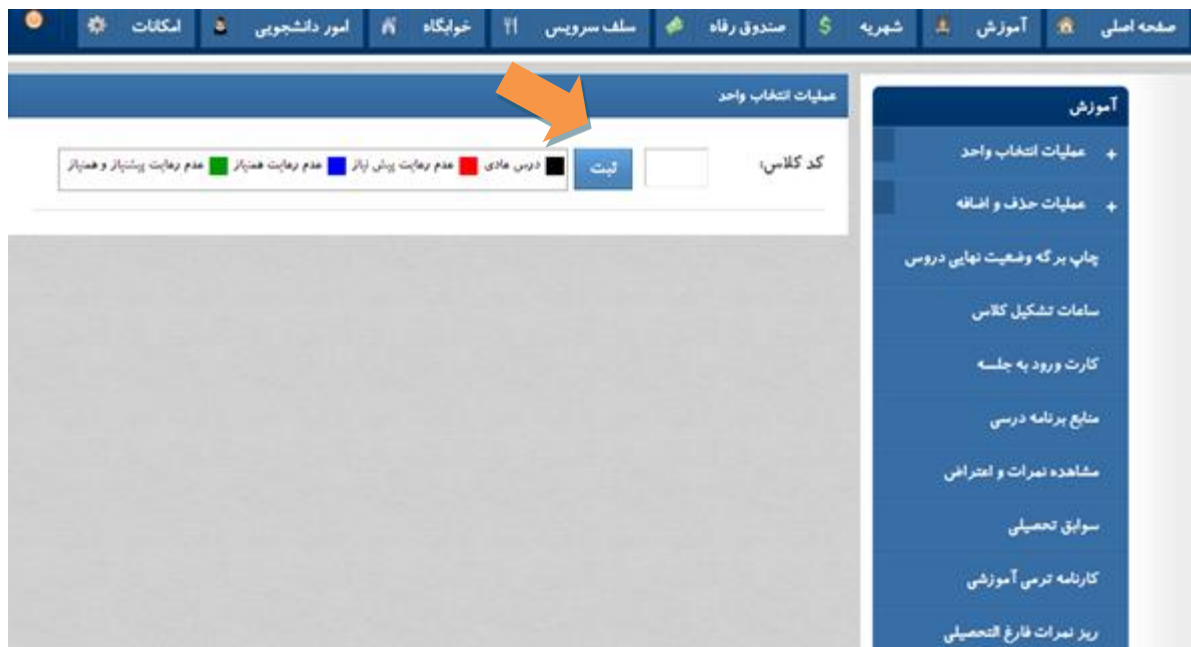 صفحه اصلی آموزش شهریه صندوق رفاه سلف سرویس خوابگاه امور دانشجویی امکانات
عملیات انتخاب واحد
کد کلاس: ثبت درس عادی عدم رعایت پیش نیاز عدم رعایت همنیاز عدم رعایت پیشنیاز و همنیاز
آموزش
عملیات انتخاب واحد
عملیات حذف و اضافه
چاپ برگه وضعیت نهایی دروس
ساعات تشکیل کلاس
کارت ورود به جلسه
منابع برنامه درسی
مشاهده نمرات و اعتراض
سوابق تحصیلی
کارنامه ترمی آموزشی
ریز نمرات فارغ التحصیلی